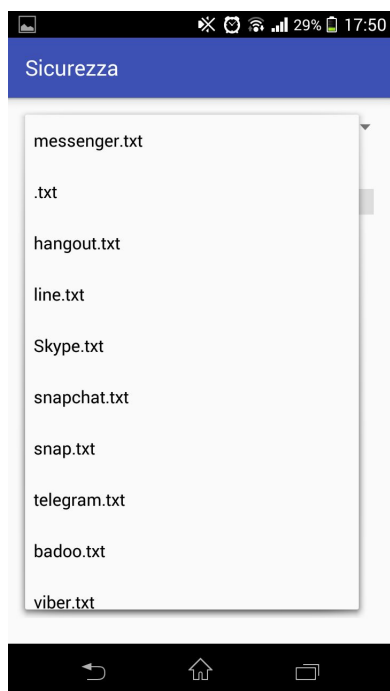 29% 17:50
Sicurezza
messenger.txt
.txt
hangout.txt
line.txt
Skype.txt
snapchat.txt
snap.txt
telegram.txt
badoo.txt
viber.txt